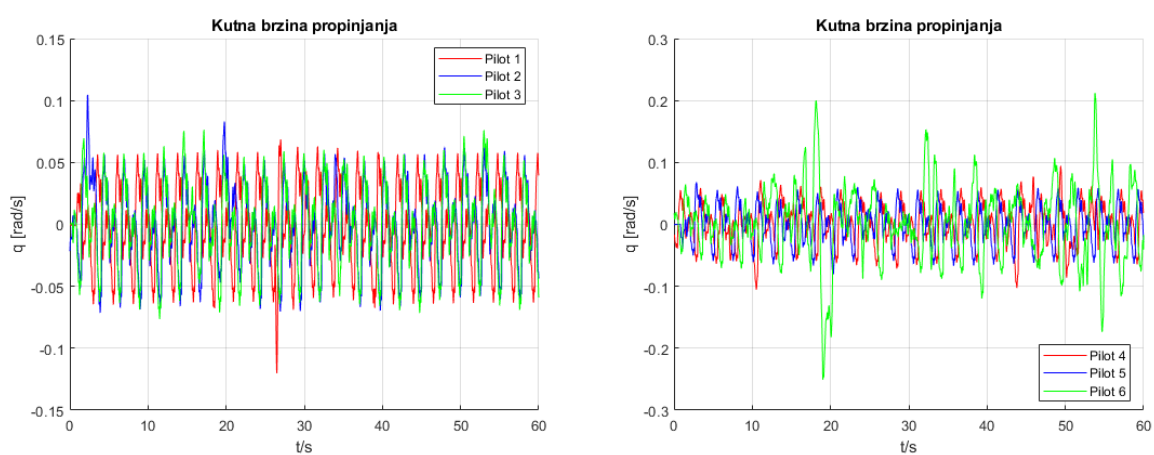 Kutna brzina propinjanja
0.15
0.1
0.05
0
-0.05
-0.1
-0.15
q [rad/s]
0 10 20 30 40 50 60
t/s
Pilot 1
Pilot 2
Pilot 3
Kutna brzina propinjanja
0.3
0.2
0.1
0
-0.1
-0.2
-0.3
q [rad/s]
0 10 20 30 40 50 60
t/s
Pilot 4
Pilot 5
Pilot 6